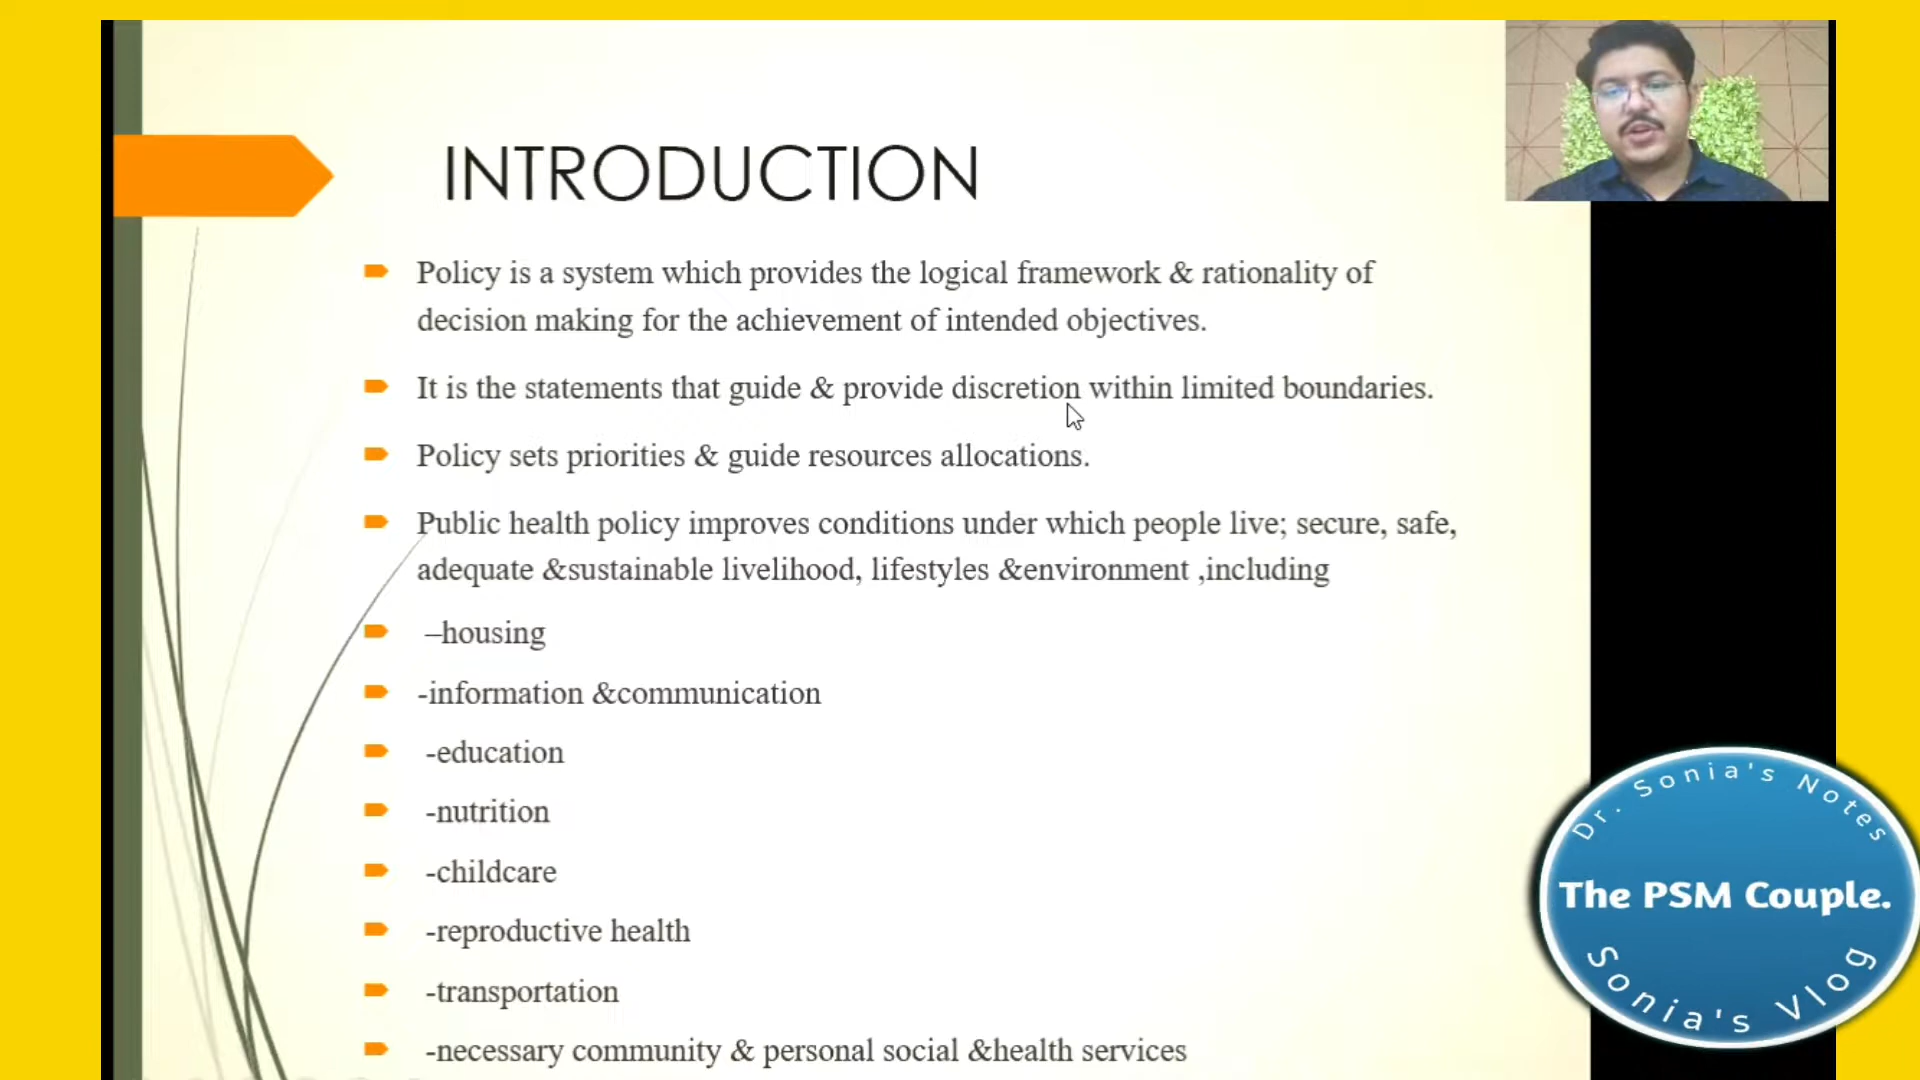 INTRODUCTION
Policy is a system which provides the logical framework & rationality of
decision making for the achievement of intended objectives.
It is the statements that guide & provide discretion within limited boundaries.
Policy sets priorities & guide resources allocations.
Public health policy improves conditions under which people live; secure, safe,
adequate &sustainable livelihood, lifestyles &environment ,including
–housing
-information &communication
-education
-nutrition
-childcare
-reproductive health
-transportation
-necessary community & personal social &health services
Dr. Sonia's Notes
The PSM Couple.
Sonia's Vlog